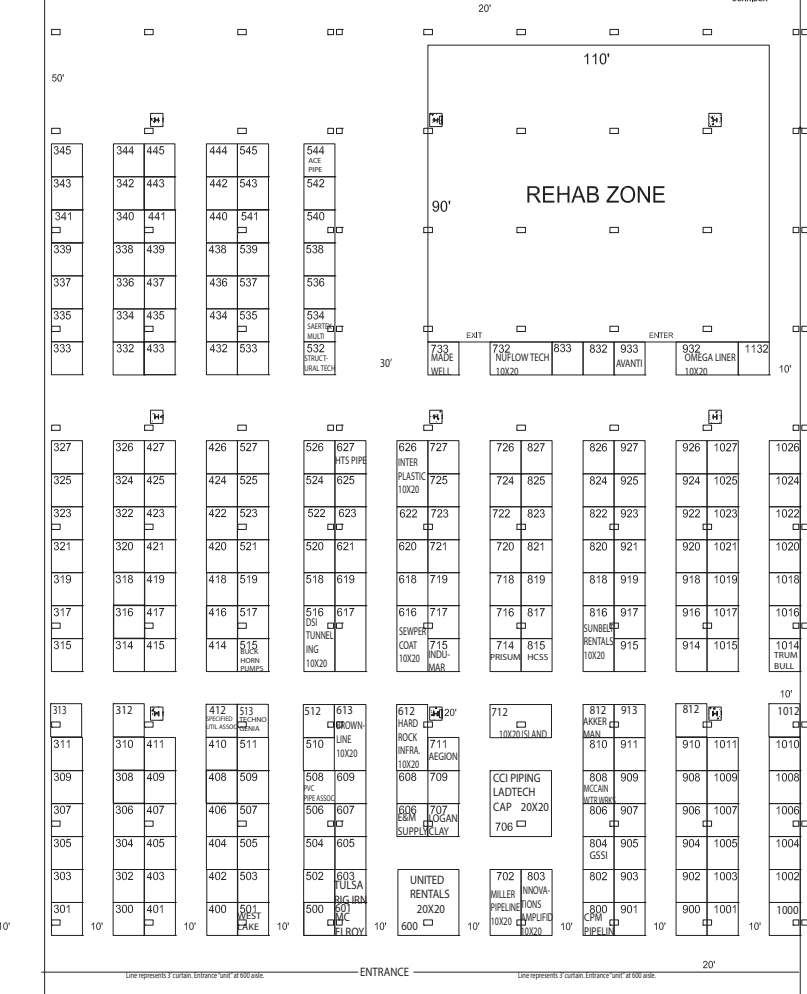 20'
50'
110'
90'
REHAB ZONE
EXIT
ENTER
345 344 445 444 545 544
ACE
PIPE
343 342 443 442 543 542
341 340 441 440 541 540
339 338 439 438 539 538
337 336 437 436 537 536
335 334 435 434 535 534
SAERTEX
MULTI
333 332 433 432 533 532
STRUCT-
URAL TECH
30'
733
MADE
WELL
732
NUFLOW TECH
10X20
833 832 933
AVANTI
932
OMEGA LINER
10X20
1132
10'
327 326 427 426 527 526 627
HTS PIPE
626
INTER
PLASTIC
10X20
727 726 827 826 927 926 1027 1026
325 324 425 424 525 524 625 725 724 825 824 925 924 1025 1024
323 322 423 422 523 522 623 622 723 722 823 822 923 922 1023 1022
321 320 421 420 521 520 621 620 721 720 821 820 921 920 1021 1020
319 318 419 418 519 518 619 618 719 718 819 818 919 918 1019 1018
317 316 417 416 517 516 617 616 717 716 817 816 917 916 1017 1016
DSI
TUNNEL
ING
10X20
SEWPER
COAT
10X20
SUNBELT
RENTALS
10X20
315 314 415 414 515 715 714 815 915 914 1015 1014
BUCK
HORN
PUMPS
INDU-
MAR
PRISUM
HCSS
TRUM
BULL
10'
313 312 412 513 512 613 612 20' 712 812 913 812 1012
SPECIFIED
UTIL ASSOC
TECHNO
GENIA
BROWN-
LINE
10X20
HARD
ROCK
INFRA.
10X20
10X20 ISLAND
AKKER
MAN
311 310 411 410 511 510 711 810 911 910 1011 1010
AEGION
309 308 409 408 509 508 609 608 709 808 909 908 1009 1008
PVC
PIPE ASSOC
CCI PIPING
LADTECH
CAP 20X20
706
MCCAIN
WTR WRKS
307 306 407 406 507 506 607 606 707 806 907 906 1007 1006
E&M
SUPPLY
LOGAN
CLAY
305 304 405 404 505 504 605 804 905 904 1005 1004
GSSI
303 302 403 402 503 502 603 702 803 802 903 902 1003 1002
TULSA
RIG IRN
UNITED
RENTALS
20X20
600
MILLER
PIPELINE
10X20
INNOVA-
TIONS
AMPLIFID
10X20
301 300 401 400 501 500 601 800 901 900 1001 1000
WEST
LAKE
MC
ELROY
CPM
PIPELIN
10' 10' 10' 10' 10' 10' 10' 10' 10'
20'
ENTRANCE
Line represents 3' curtain. Entrance "unit" at 600 aisle.
Line represents 3' curtain. Entrance "unit" at 600 aisle.